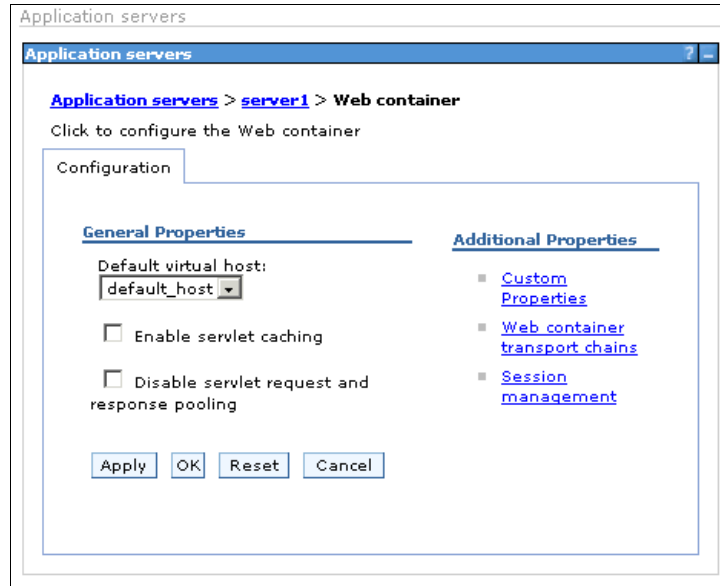 Application servers
Application servers ? –
Application servers > server1 > Web container
Click to configure the Web container
Configuration
General Properties
Default virtual host:
default_host
Enable servlet caching
Disable servlet request and
response pooling
Apply OK Reset Cancel
Additional Properties
Custom
Properties
Web container
transport chains
Session
management